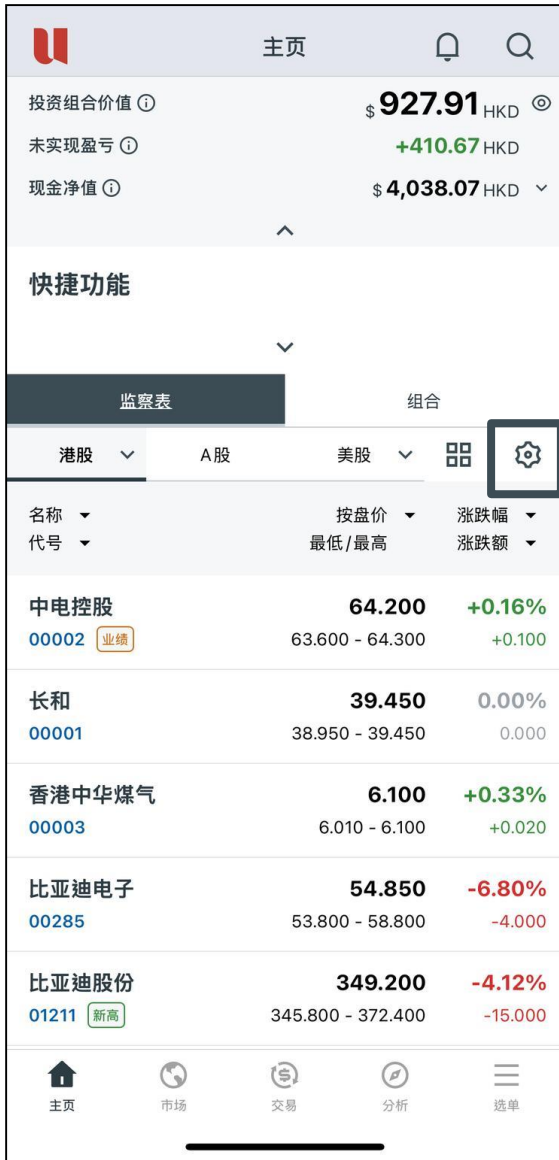 主页
投资组合价值 $ 927.91 HKD
未实现盈亏 +410.67 HKD
现金净值 $ 4,038.07 HKD
快捷功能
监察表 组合
港股 A股 美股
名称 按盘价 涨跌幅
代号 最低/最高 涨跌额
中电控股 64.200 +0.16%
00002 业绩 63.600 - 64.300 +0.100
长和 39.450 0.00%
00001 38.950 - 39.450 0.000
香港中华煤气 6.100 +0.33%
00003 6.010 - 6.100 +0.020
比亚迪电子 54.850 -6.80%
00285 53.800 - 58.800 -4.000
比亚迪股份 349.200 -4.12%
01211 新高 345.800 - 372.400 -15.000
主页 市场 交易 分析 选单